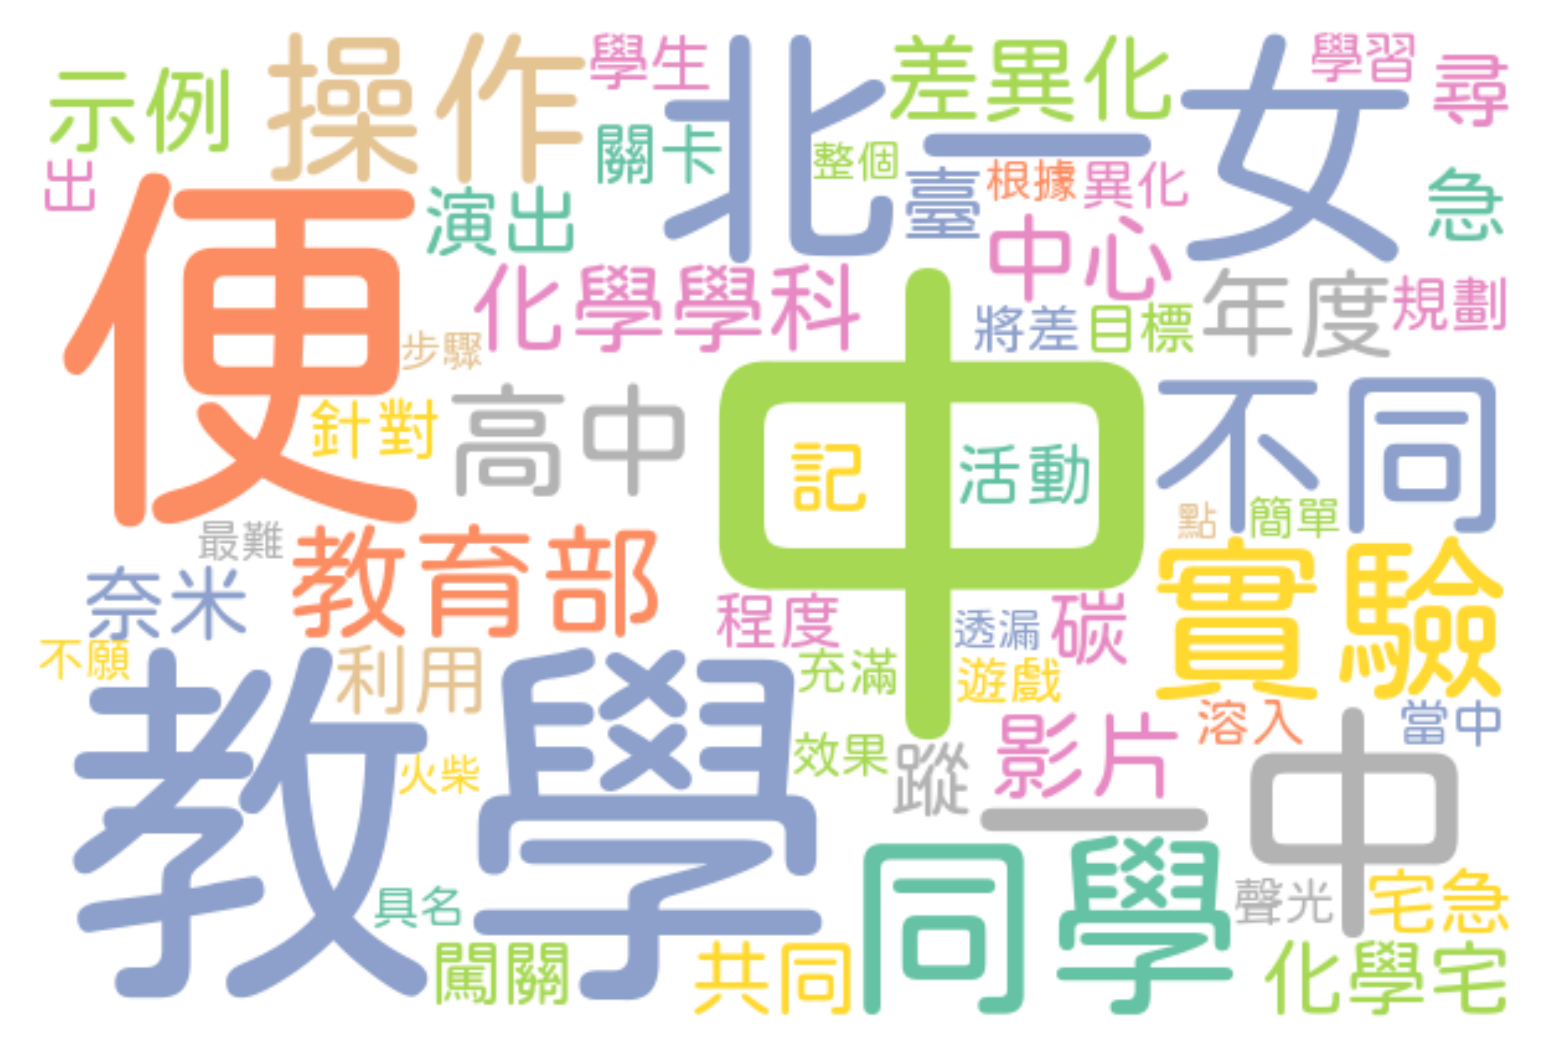 示例
操作
學生
北一女
差異化
學習
尋
出
關卡
整個
根據
異化
急
便
演出
臺
中心
化學學科
將差
目標
年度
規劃
步驟
中
針對
高中
記
活動
不同
最難
教育部
點
簡單
奈米
程度
透漏
碳
實驗
不願
利用
充滿
遊戲
教學
火柴
效果
蹤
影片
溶入
當中
一中
同學
具名
聲光
宅急
闖關
共同
化學宅